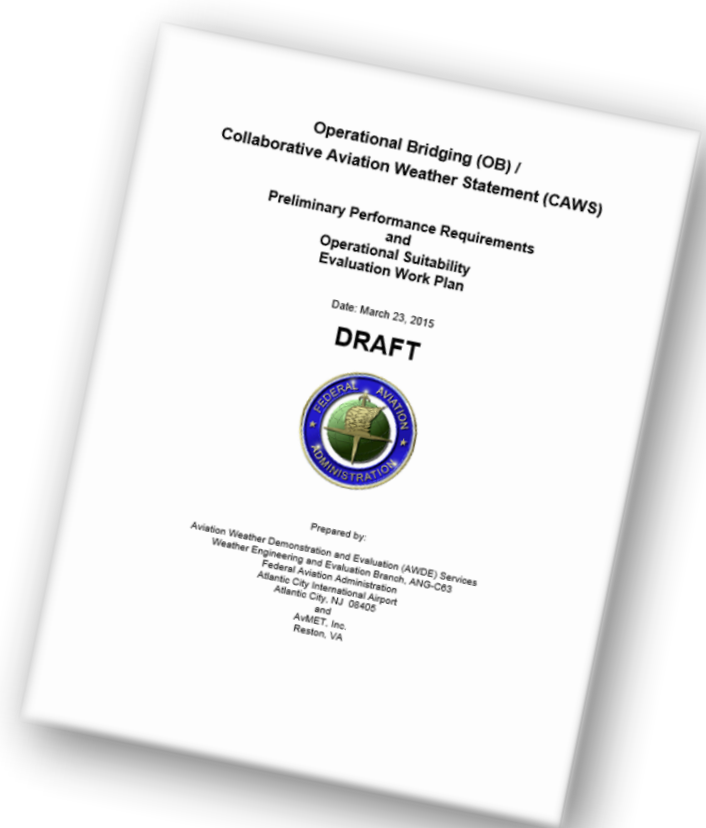 Operational Bridging (OB) /
Collaborative Aviation Weather Statement (CAWS)
Preliminary Performance Requirements
and
Operational Suitability
Evaluation Work Plan
Date: March 23, 2015
DRAFT
FEDERAL AVIATION
ADMINISTRATION
Prepared by:
Aviation Weather Demonstration and Evaluation (AWDE) Services
Weather Engineering and Evaluation Branch, ANG-C63
Federal Aviation Administration
Atlantic City International Airport
Atlantic City, NJ 08405
and
AvMET, Inc.
Reston, VA